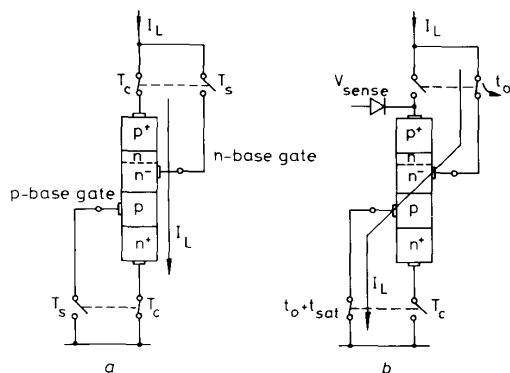 I_L
T_c
T_s
p+
n
n-
n-base gate
p-base gate
p
n+
I_L
T_s
T_c
a
I_L
V_sense
t_o
p+
n
n-
p
n+
I_L
t_o+t_sat
T_c
b